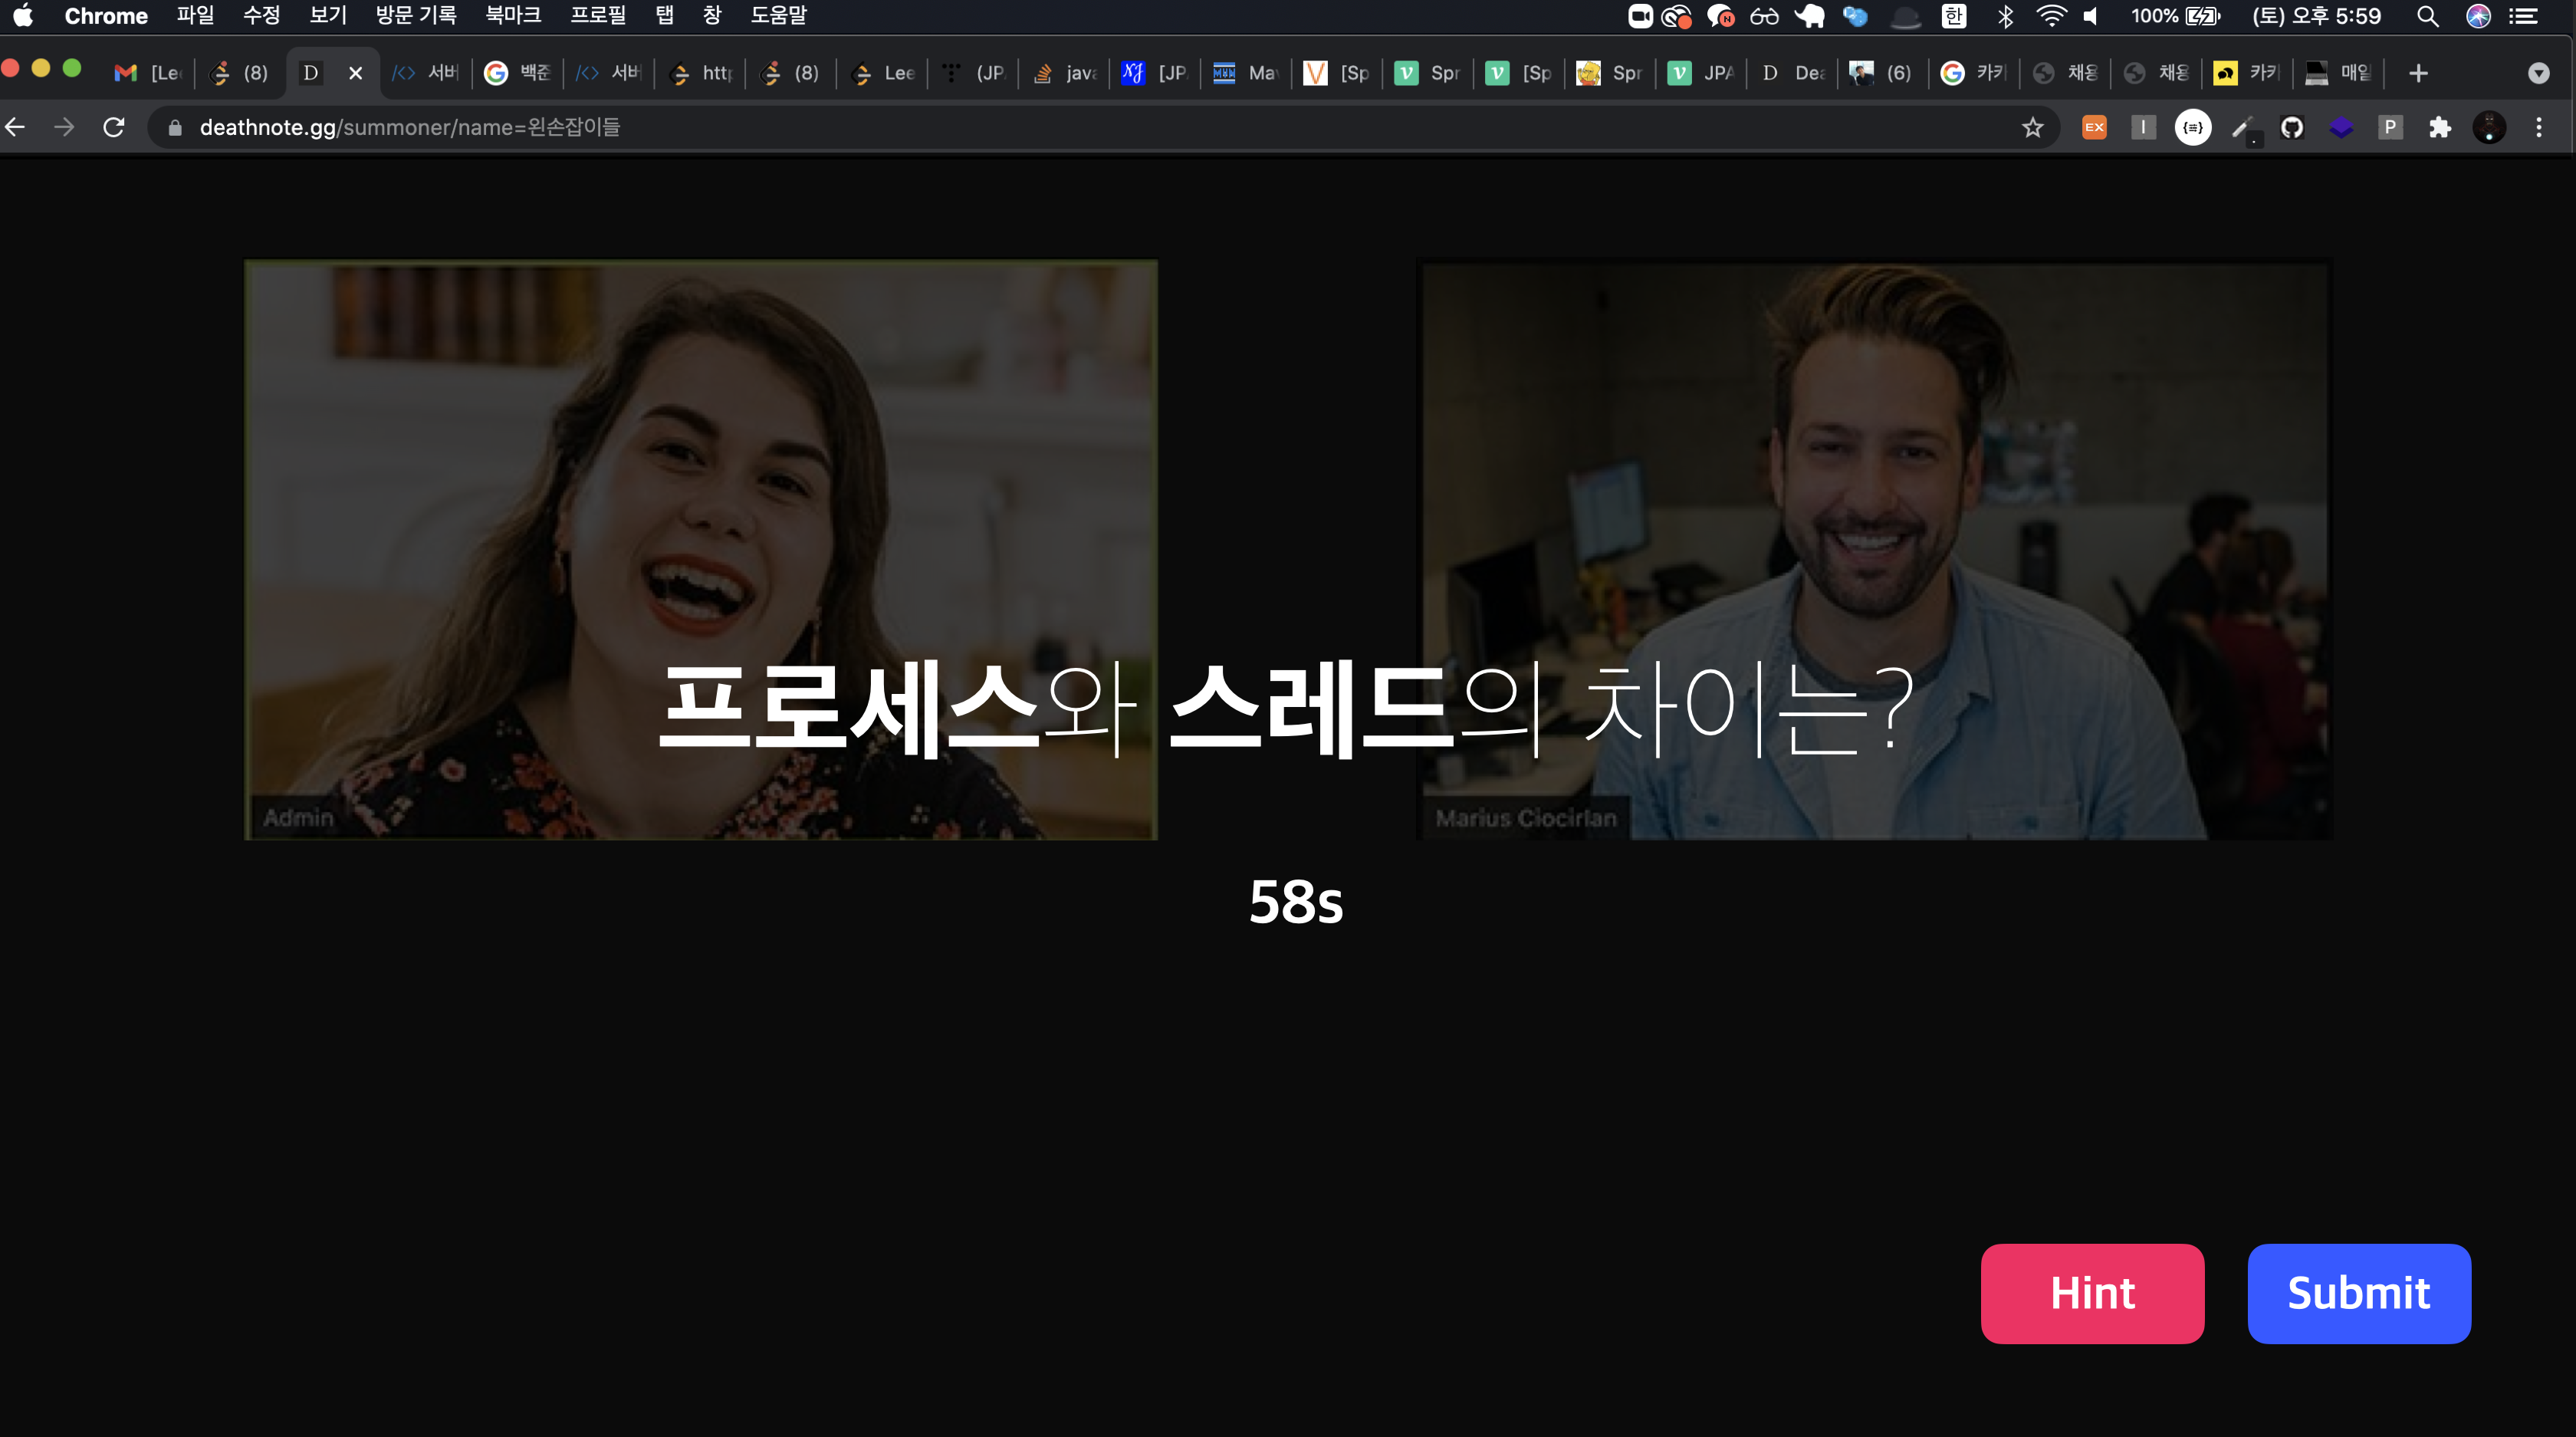 Chrome 파일 수정 보기 방문 기록 북마크 프로필 탭 창 도움말 한 100% (토) 오후 5:59
[Le (8) D 서버 백준 서버 http (8) Lee (JP java [JP. Ma [Sp Spr [Sp Spr JPA D Dea (6) 카카 채용 채용 카카 매일
deathnote.gg/summoner/name=왼손잡이들 EX I P
프로세스와 스레드의 차이는?
Admin
Marius Ciocirlan
58s
Hint Submit